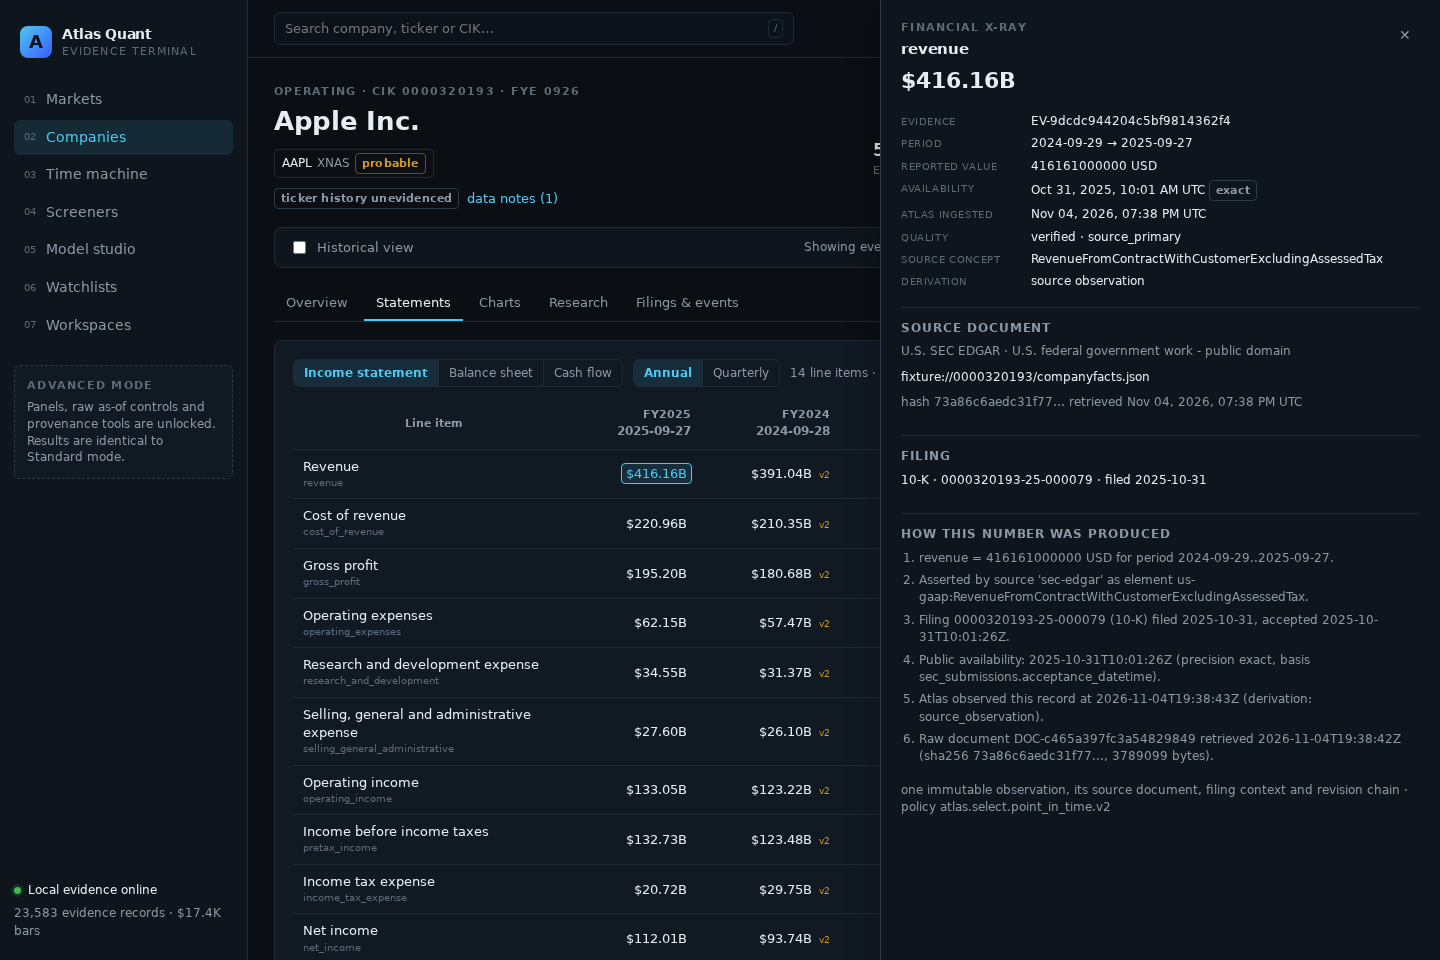 A
Atlas Quant
EVIDENCE TERMINAL
01 Markets
02 Companies
03 Time machine
04 Screeners
05 Model studio
06 Watchlists
07 Workspaces
ADVANCED MODE
Panels, raw as-of controls and
provenance tools are unlocked.
Results are identical to
Standard mode.
Local evidence online
23,583 evidence records · $17.4K
bars
Search company, ticker or CIK… /
OPERATING · CIK 0000320193 · FYE 0926
Apple Inc.
AAPL XNAS probable
ticker history unevidenced data notes (1)
Historical view Showing eve
Overview Statements Charts Research Filings & events
Income statement Balance sheet Cash flow Annual Quarterly 14 line items ·
Line item FY2025 FY2024
2025-09-27 2024-09-28
Revenue $416.16B $391.04B v2
revenue
Cost of revenue $220.96B $210.35B v2
cost_of_revenue
Gross profit $195.20B $180.68B v2
gross_profit
Operating expenses $62.15B $57.47B v2
operating_expenses
Research and development expense $34.55B $31.37B v2
research_and_development
Selling, general and administrative
expense $27.60B $26.10B v2
selling_general_administrative
Operating income $133.05B $123.22B v2
operating_income
Income before income taxes $132.73B $123.48B v2
pretax_income
Income tax expense $20.72B $29.75B v2
income_tax_expense
Net income $112.01B $93.74B v2
net_income
FINANCIAL X-RAY
revenue ✕
$416.16B
EVIDENCE EV-9dcdc944204c5bf9814362f4
PERIOD 2024-09-29 → 2025-09-27
REPORTED VALUE 416161000000 USD
AVAILABILITY Oct 31, 2025, 10:01 AM UTC exact
ATLAS INGESTED Nov 04, 2026, 07:38 PM UTC
QUALITY verified · source_primary
SOURCE CONCEPT RevenueFromContractWithCustomerExcludingAssessedTax
DERIVATION source observation
SOURCE DOCUMENT
U.S. SEC EDGAR · U.S. federal government work - public domain
fixture://0000320193/companyfacts.json
hash 73a86c6aedc31f77… retrieved Nov 04, 2026, 07:38 PM UTC
FILING
10-K · 0000320193-25-000079 · filed 2025-10-31
HOW THIS NUMBER WAS PRODUCED
1. revenue = 416161000000 USD for period 2024-09-29..2025-09-27.
2. Asserted by source 'sec-edgar' as element us-
gaap:RevenueFromContractWithCustomerExcludingAssessedTax.
3. Filing 0000320193-25-000079 (10-K) filed 2025-10-31, accepted 2025-10-
31T10:01:26Z.
4. Public availability: 2025-10-31T10:01:26Z (precision exact, basis
sec_submissions.acceptance_datetime).
5. Atlas observed this record at 2026-11-04T19:38:43Z (derivation:
source_observation).
6. Raw document DOC-c465a397fc3a54829849 retrieved 2026-11-04T19:38:42Z
(sha256 73a86c6aedc31f77…, 3789099 bytes).
one immutable observation, its source document, filing context and revision chain ·
policy atlas.select.point_in_time.v2